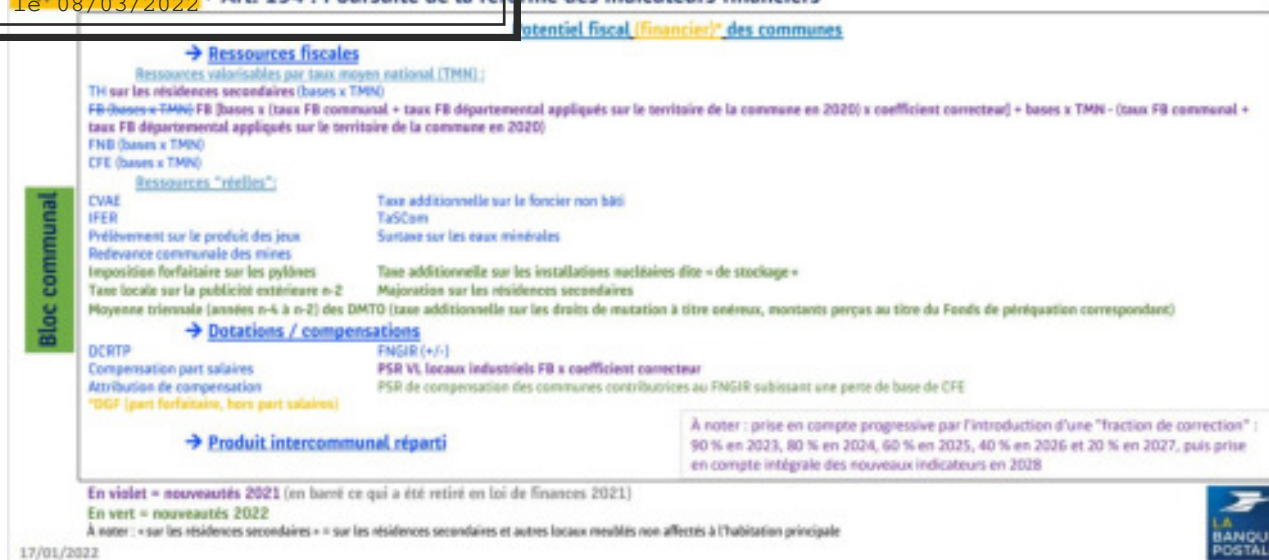 le 08/03/2022
Art. 194 : Poursuite de la réforme des indicateurs financiers
Potentiel fiscal (financier)* des communes
→ Ressources fiscales
Ressources valorisables par taux moyen national (TMN) :
TH sur les résidences secondaires (bases x TMN)
FB (bases x TMN) FB [bases x (taux FB communal + taux FB départemental appliqués sur le territoire de la commune en 2020) x coefficient correcteur] + bases x TMN - (taux FB communal +
taux FB départemental appliqués sur le territoire de la commune en 2020)
FNB (bases x TMN)
CFE (bases x TMN)
Ressources "réelles":
CVAE Taxe additionnelle sur le foncier non bâti
IFER TaSCom
Prélèvement sur le produit des jeux Surtaxe sur les eaux minérales
Redevance communale des mines
Imposition forfaitaire sur les pylônes Taxe additionnelle sur les installations nucléaires dite « de stockage »
Taxe locale sur la publicité extérieure n-2 Majoration sur les résidences secondaires
Moyenne triennale (années n-4 à n-2) des DMTO (taxe additionnelle sur les droits de mutation à titre onéreux, montants perçus au titre du Fonds de péréquation correspondant)
→ Dotations / compensations
DCRTP FNGIR (+/-)
Compensation part salaires PSR VL locaux industriels FB x coefficient correcteur
Attribution de compensation PSR de compensation des communes contributrices au FNGIR subissant une perte de base de CFE
*DGF (part forfaitaire, hors part salaires)
→ Produit intercommunal réparti
À noter : prise en compte progressive par l'introduction d'une "fraction de correction" :
90 % en 2023, 80 % en 2024, 60 % en 2025, 40 % en 2026 et 20 % en 2027, puis prise
en compte intégrale des nouveaux indicateurs en 2028
Bloc communal
En violet = nouveautés 2021 (en barré ce qui a été retiré en loi de finances 2021)
En vert = nouveautés 2022
À noter : « sur les résidences secondaires » = sur les résidences secondaires et autres locaux meublés non affectés à l'habitation principale
17/01/2022
LA
BANQUE
POSTALE